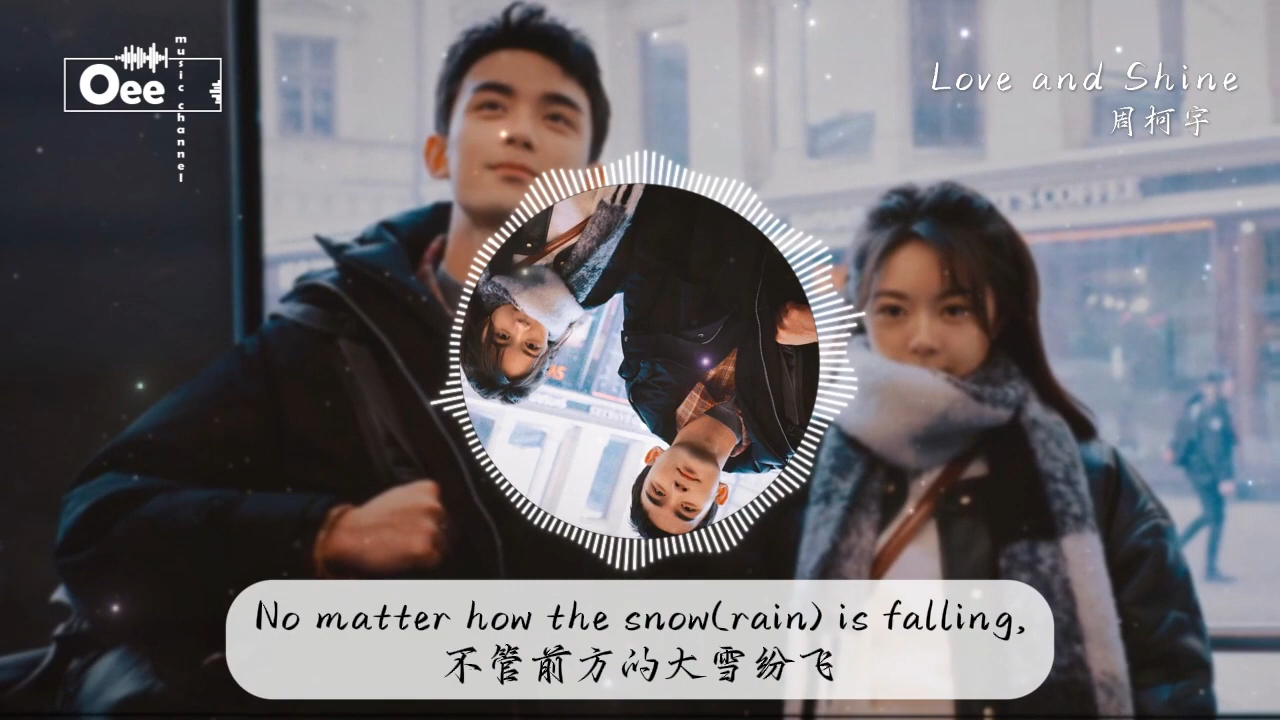 Oee
music channel
Love and Shine
周柯宇
No matter how the snow(rain) is falling,
不管前方的大雪纷飞